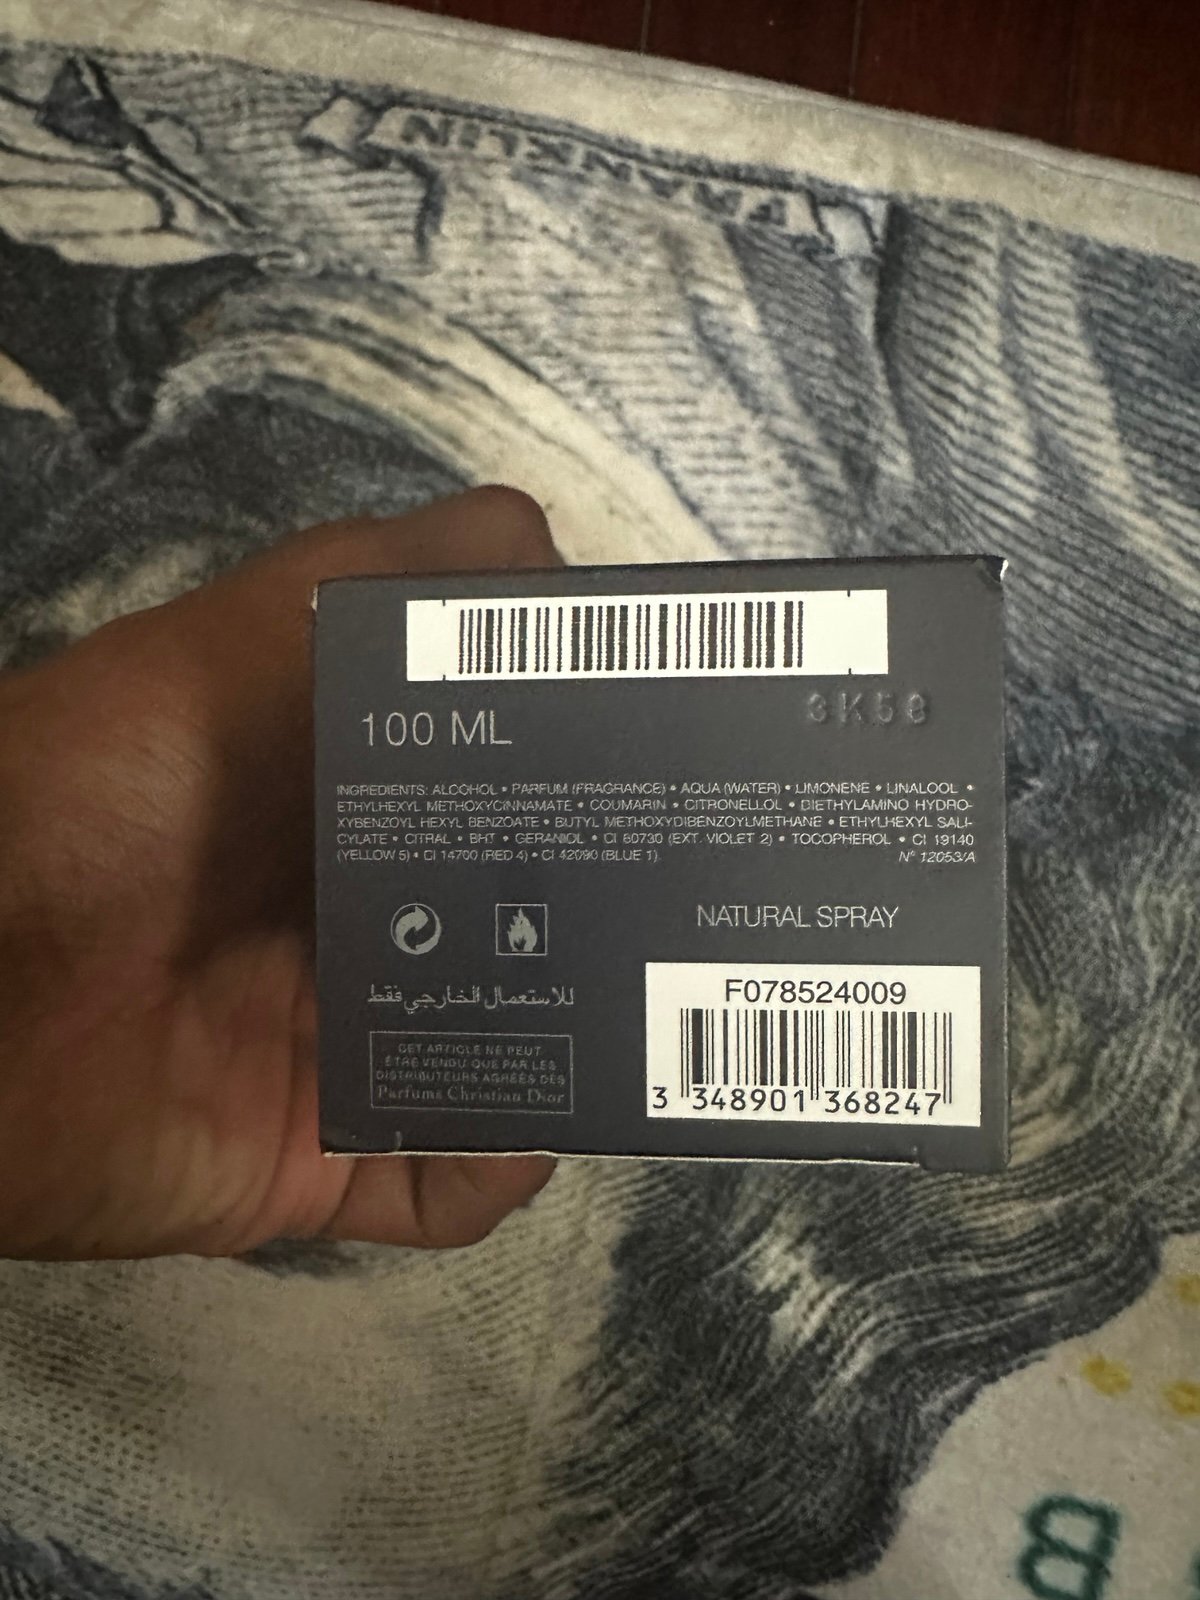 FRANKLIN
3K58
100 ML
INGREDIENTS: ALCOHOL • PARFUM (FRAGRANCE) • AQUA (WATER) • LIMONENE • LINALOOL •
ETHYLHEXYL METHOXYCINNAMATE • COUMARIN • CITRONELLOL • DIETHYLAMINO HYDRO-
XYBENZOYL HEXYL BENZOATE • BUTYL METHOXYDIBENZOYLMETHANE • ETHYLHEXYL SALI-
CYLATE • CITRAL • BHT • GERANIOL • CI 60730 (EXT. VIOLET 2) • TOCOPHEROL • CI 19140
(YELLOW 5) • CI 14700 (RED 4) • CI 42090 (BLUE 1)
N° 12053/A
NATURAL SPRAY
للاستعمال الخارجي فقط
CET ARTICLE NE PEUT
ÊTRE VENDU QUE PAR LES
DISTRIBUTEURS AGRÉÉS DES
Parfums Christian Dior
F078524009
3 348901 368247
B